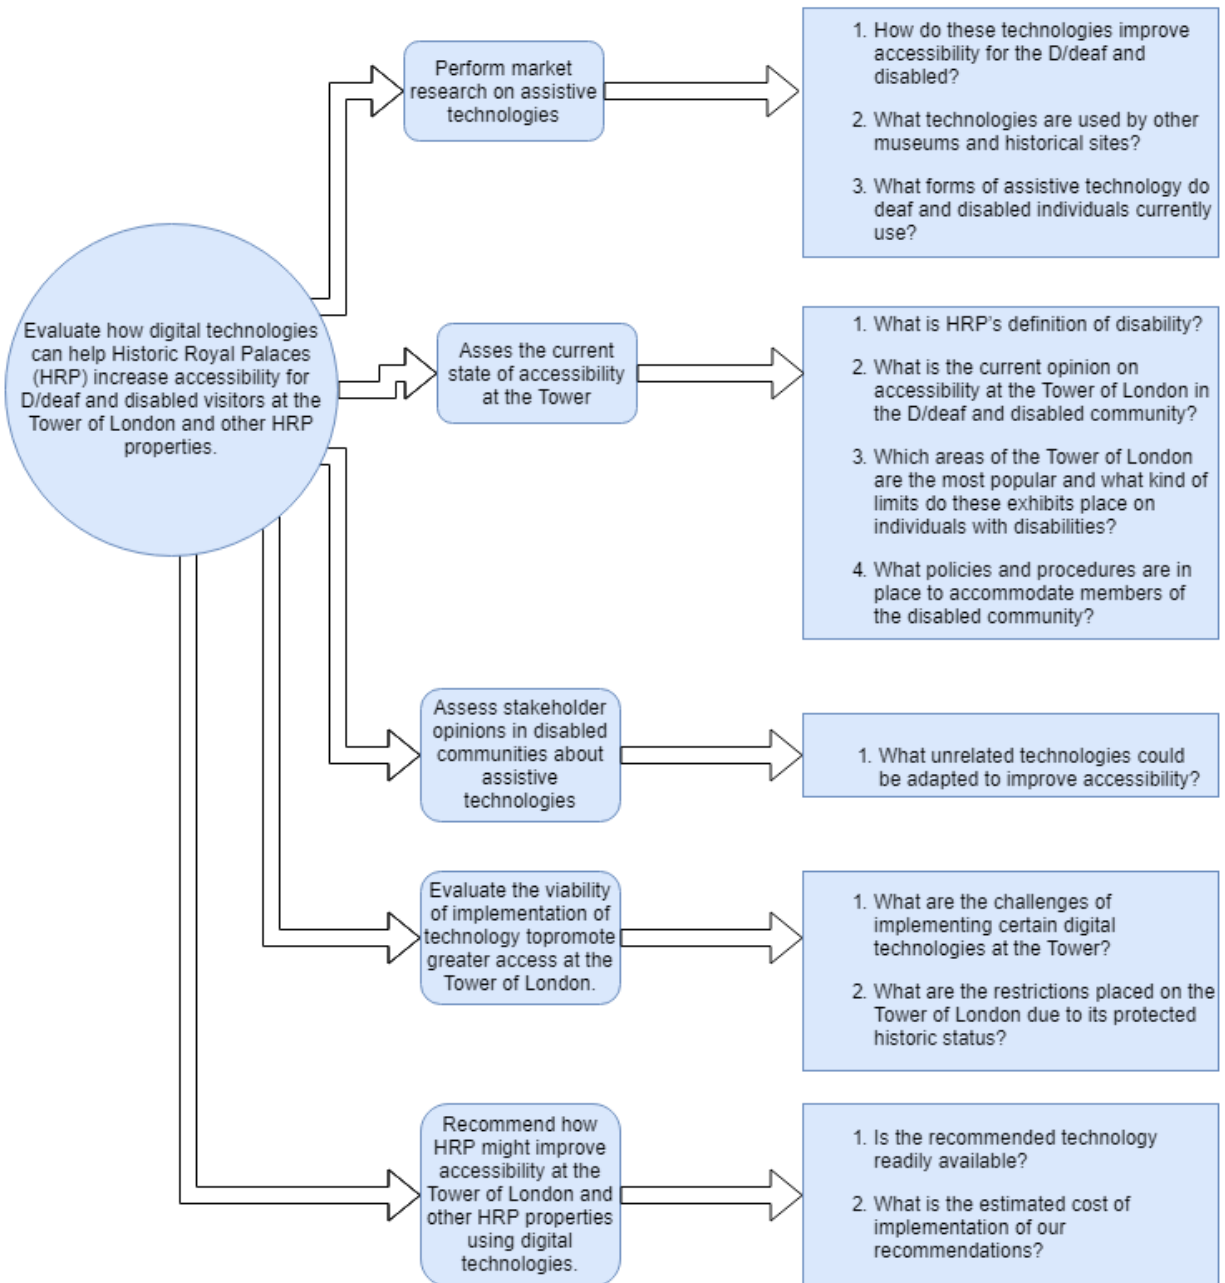 Evaluate how digital technologies
can help Historic Royal Palaces
(HRP) increase accessibility for
D/deaf and disabled visitors at the
Tower of London and other HRP
properties.
Perform market
research on assistive
technologies
1. How do these technologies improve
accessibility for the D/deaf and
disabled?
2. What technologies are used by other
museums and historical sites?
3. What forms of assistive technology do
deaf and disabled individuals currently
use?
Asses the current
state of accessibility
at the Tower
1. What is HRP's definition of disability?
2. What is the current opinion on
accessibility at the Tower of London in
the D/deaf and disabled community?
3. Which areas of the Tower of London
are the most popular and what kind of
limits do these exhibits place on
individuals with disabilities?
4. What policies and procedures are in
place to accommodate members of
the disabled community?
Assess stakeholder
opinions in disabled
communities about
assistive
technologies
1. What unrelated technologies could
be adapted to improve accessibility?
Evaluate the viability
of implementation of
technology topromote
greater access at the
Tower of London.
1. What are the challenges of
implementing certain digital
technologies at the Tower?
2. What are the restrictions placed on the
Tower of London due to its protected
historic status?
Recommend how
HRP might improve
accessibility at the
Tower of London and
other HRP properties
using digital
technologies.
1. Is the recommended technology
readily available?
2. What is the estimated cost of
implementation of our
recommendations?